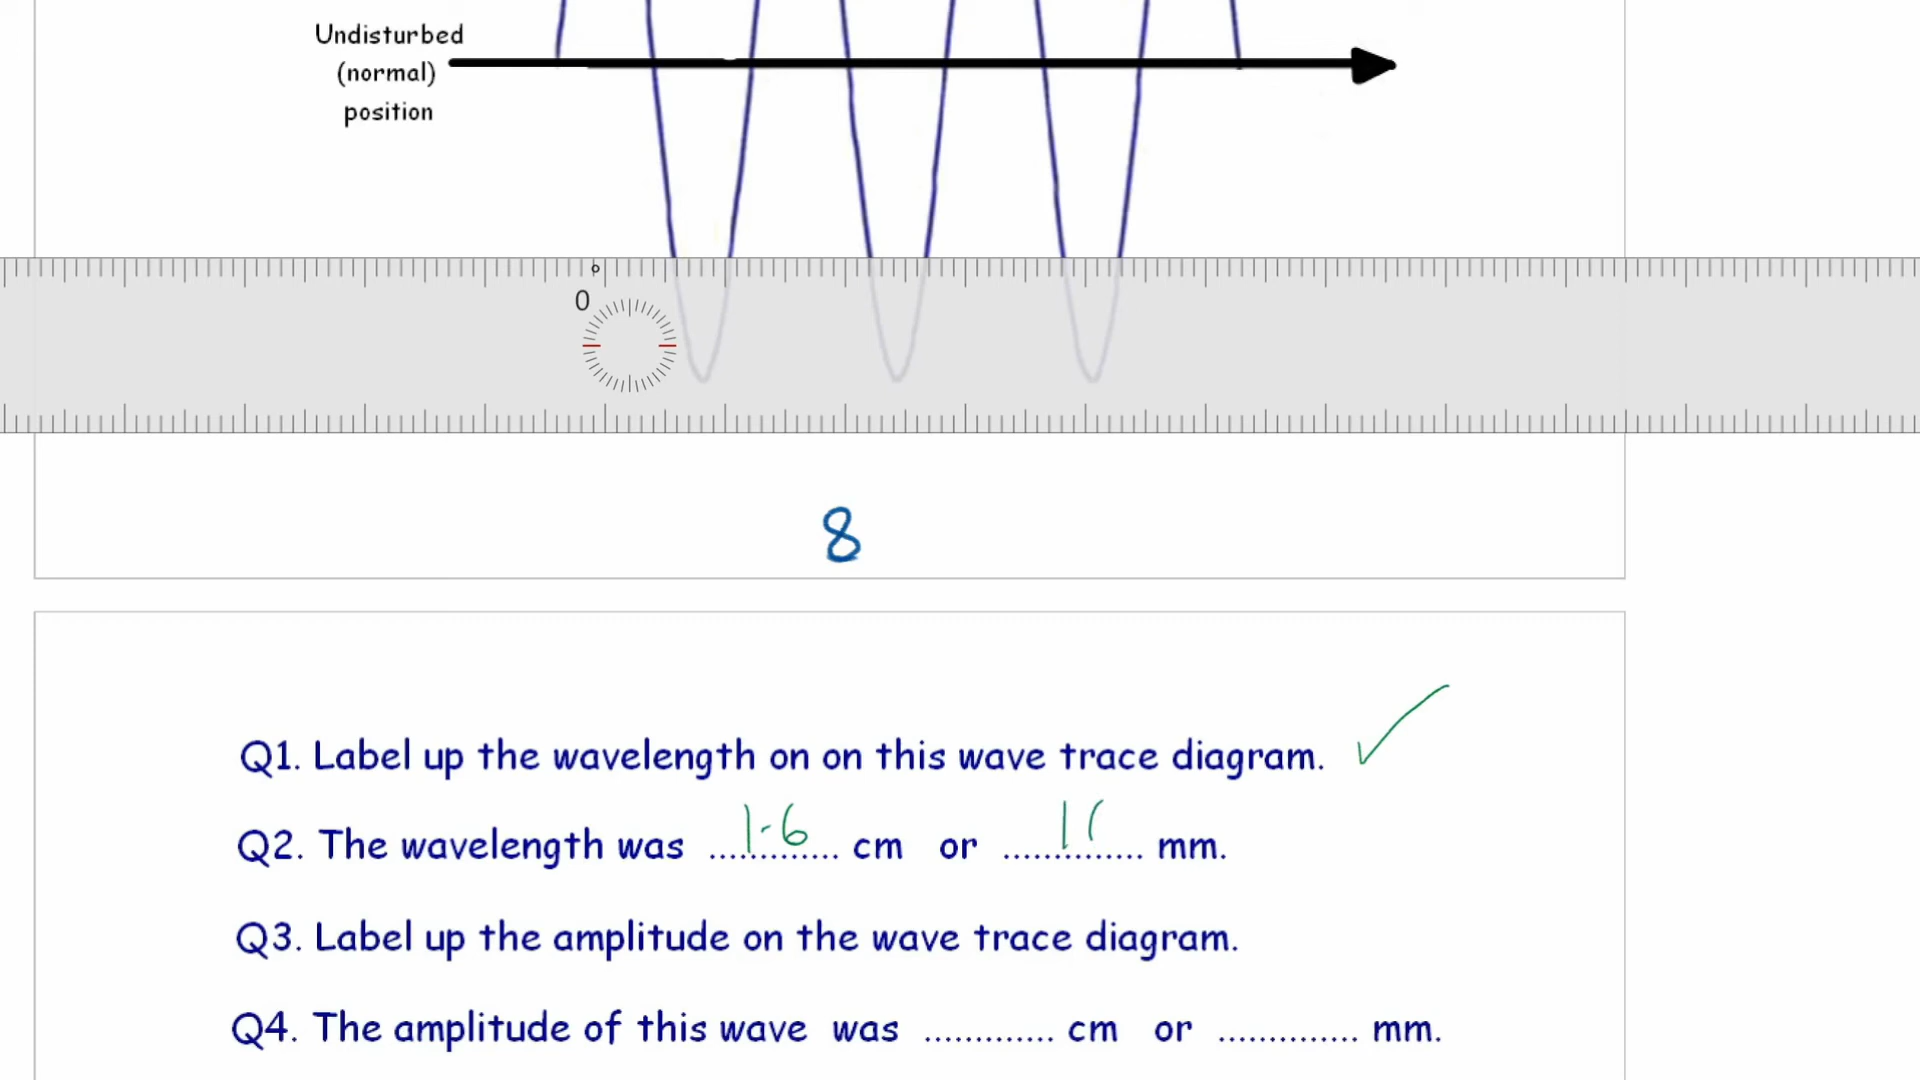 Undisturbed
(normal)
position
0
8
Q1. Label up the wavelength on on this wave trace diagram.
Q2. The wavelength was 1.6 cm or 1( mm.
Q3. Label up the amplitude on the wave trace diagram.
Q4. The amplitude of this wave was ............. cm or .............. mm.